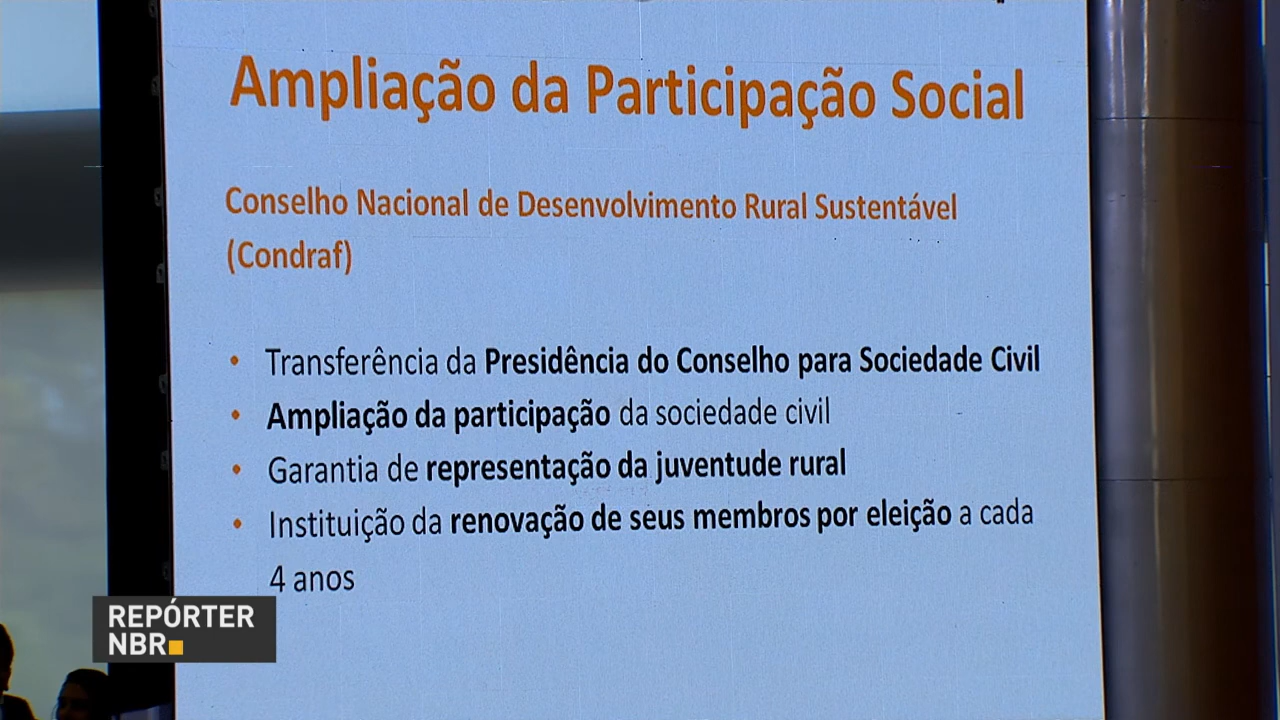 Ampliação da Participação Social
Conselho Nacional de Desenvolvimento Rural Sustentável
(Condraf)
• Transferência da Presidência do Conselho para Sociedade Civil
• Ampliação da participação da sociedade civil
• Garantia de representação da juventude rural
• Instituição da renovação de seus membros por eleição a cada
4 anos
REPÓRTER
NBR